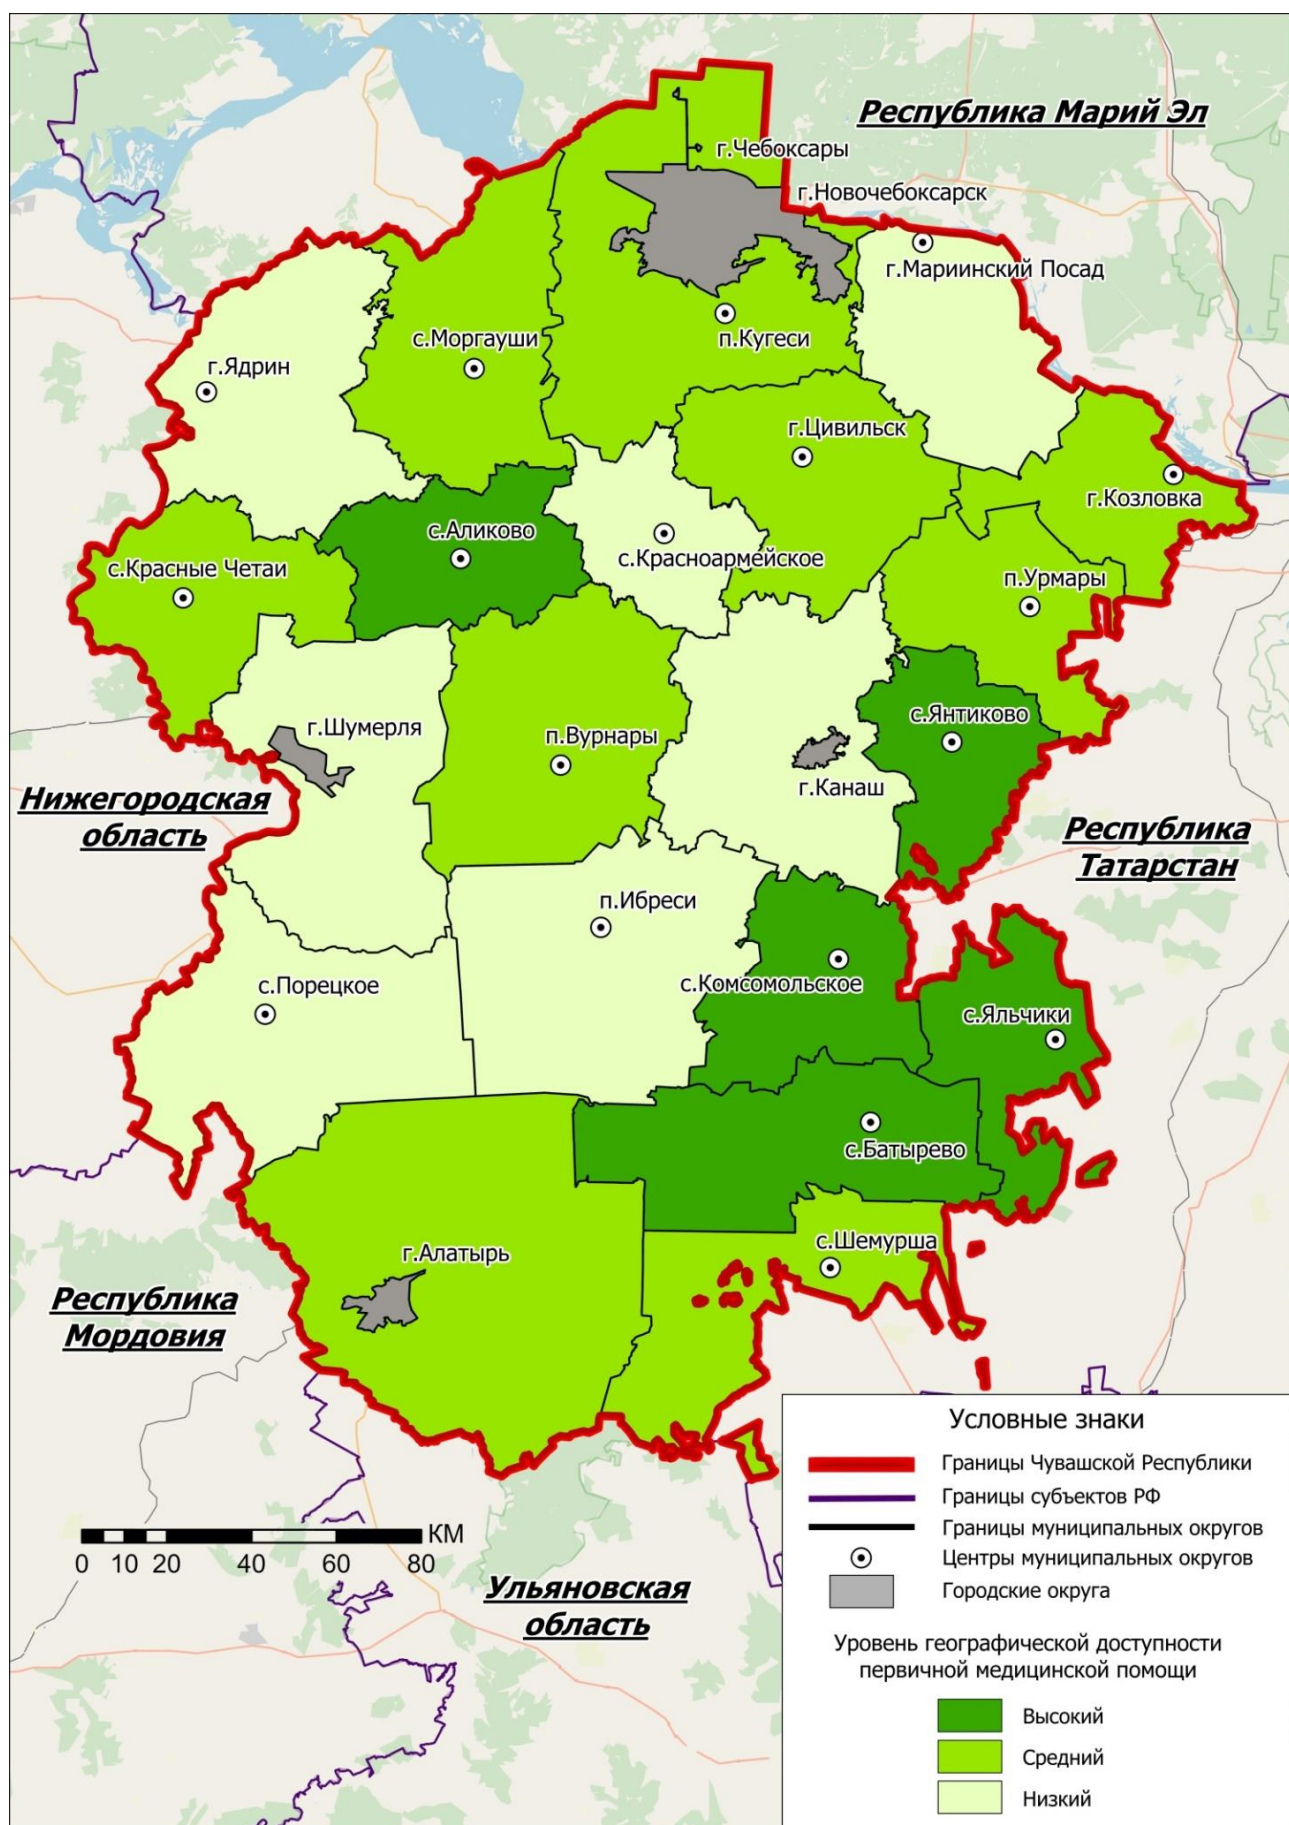 Республика Марий Эл
г.Чебоксары
г.Новочебоксарск
г.Мариинский Посад
п.Кугеси
с.Моргауши
г.Ядрин
г.Цивильск
г.Козловка
с.Аликово
с.Красноармейское
с.Красные Четаи
п.Урмары
с.Янтиково
г.Шумерля
п.Вурнары
г.Канаш
Нижегородская
область
Республика
Татарстан
п.Ибреси
с.Порецкое
с.Комсомольское
с.Яльчики
с.Батырево
г.Алатырь
с.Шемурша
Республика
Мордовия
Ульяновская
область
КМ
0 10 20 40 60 80
Условные знаки
Границы Чувашской Республики
Границы субъектов РФ
Границы муниципальных округов
Центры муниципальных округов
Городские округа
Уровень географической доступности
первичной медицинской помощи
Высокий
Средний
Низкий